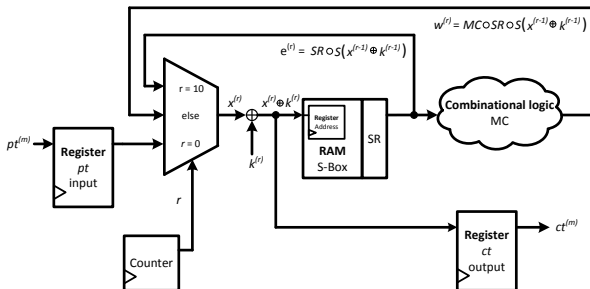 w⁽ʳ⁾ = MC∘SR∘S(x⁽ʳ⁻¹⁾⊕ k⁽ʳ⁻¹⁾)
e⁽ʳ⁾ = SR∘S(x⁽ʳ⁻¹⁾⊕ k⁽ʳ⁻¹⁾)
r = 10
else
r = 0
x⁽ʳ⁾
x⁽ʳ⁾⊕ k⁽ʳ⁾
k⁽ʳ⁾
Register
Address
RAM
S-Box
SR
Combinational logic
MC
pt⁽ᵐ⁾
Register
pt
input
r
Counter
Register
ct
output
ct⁽ᵐ⁾